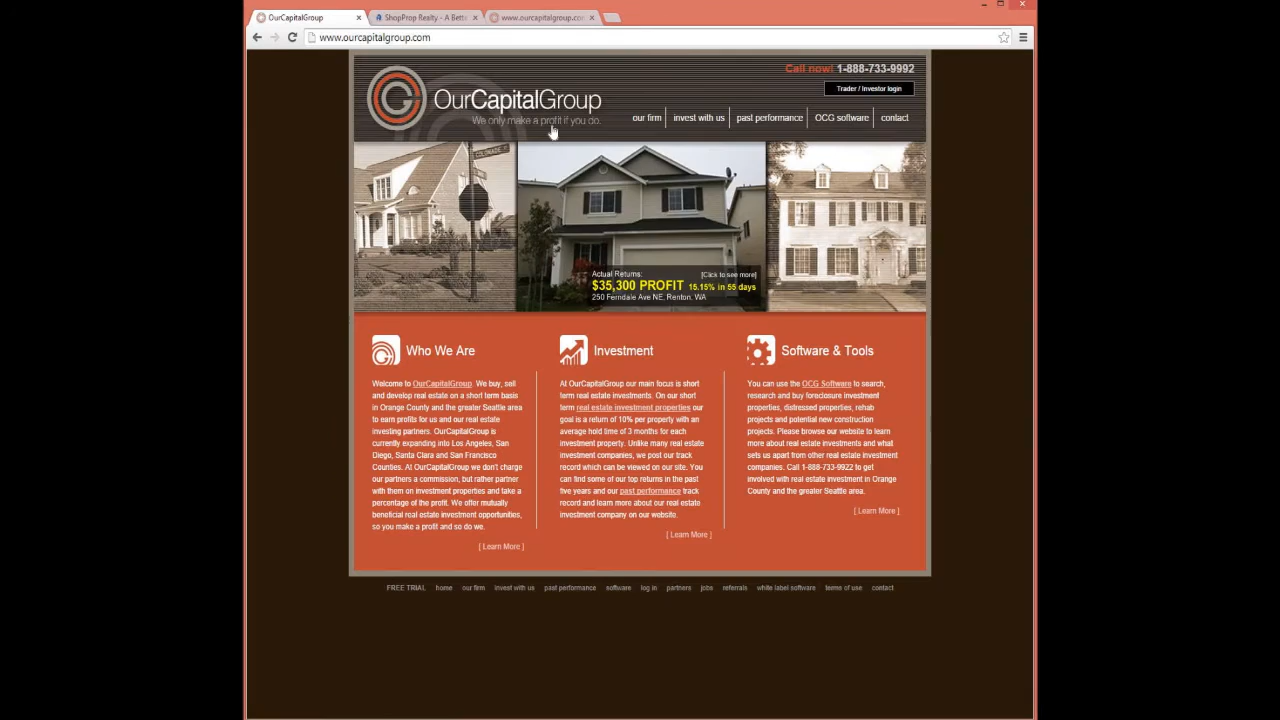 OurCapitalGroup
ShopProp Realty - A Bette
www.ourcapitalgroup.com
www.ourcapitalgroup.com
Call now! 1-888-733-9992
Trader / Investor login
OurCapitalGroup
We only make a profit if you do.
our firm
invest with us
past performance
OCG software
contact
COLORADO
Actual Returns:
[Click to see more]
$35,300 PROFIT 15.15% in 55 days
250 Ferndale Ave NE, Renton, WA
Who We Are
Welcome to OurCapitalGroup. We buy, sell
and develop real estate on a short term basis
in Orange County and the greater Seattle area
to earn profits for us and our real estate
investing partners. OurCapitalGroup is
currently expanding into Los Angeles, San
Diego, Santa Clara and San Francisco
Counties. At OurCapitalGroup we don't charge
our partners a commission, but rather partner
with them on investment properties and take a
percentage of the profit. We offer mutually
beneficial real estate investment opportunities,
so you make a profit and so do we.
[ Learn More ]
Investment
At OurCapitalGroup our main focus is short
term real estate investments. On our short
term real estate investment properties our
goal is a return of 10% per property with an
average hold time of 3 months for each
investment property. Unlike many real estate
investment companies, we post our track
record which can be viewed on our site. You
can find some of our top returns in the past
five years and our past performance track
record and learn more about our real estate
investment company on our website.
[ Learn More ]
Software & Tools
You can use the OCG Software to search,
research and buy foreclosure investment
properties, distressed properties, rehab
projects and potential new construction
projects. Please browse our website to learn
more about real estate investments and what
sets us apart from other real estate investment
companies. Call 1-888-733-9922 to get
involved with real estate investment in Orange
County and the greater Seattle area.
[ Learn More ]
FREE TRIAL home our firm invest with us past performance software log in partners jobs referrals white label software terms of use contact